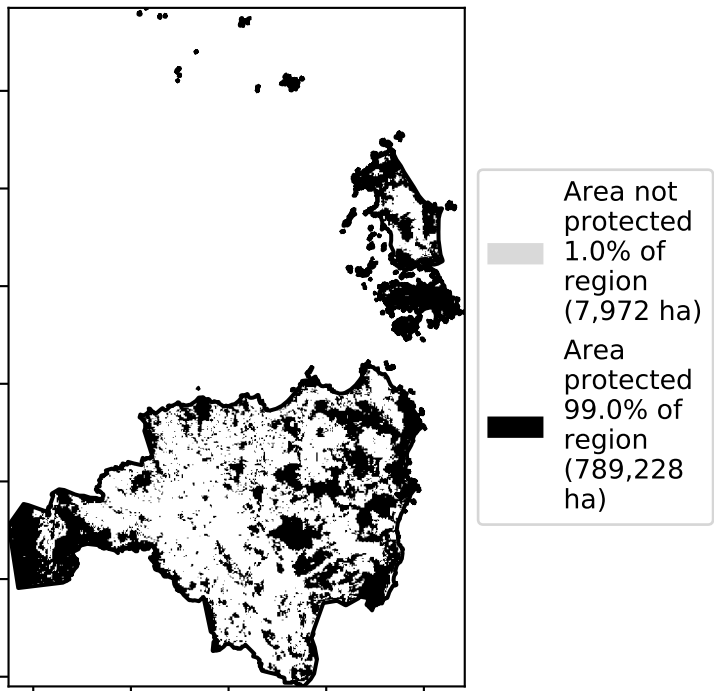 Area not
protected
1.0% of
region
(7,972 ha)
Area
protected
99.0% of
region
(789,228
ha)